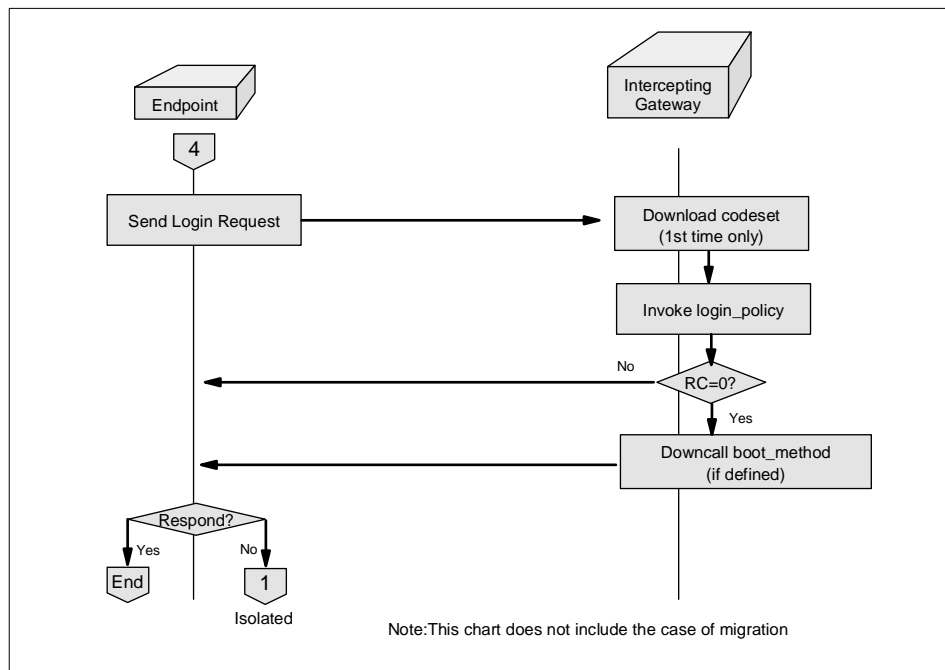 Endpoint
Intercepting
Gateway
4
Send Login Request
Download codeset
(1st time only)
Invoke login_policy
No
RC=0?
Yes
Downcall boot_method
(if defined)
Respond?
Yes
No
End
1
Isolated
Note:This chart does not include the case of migration